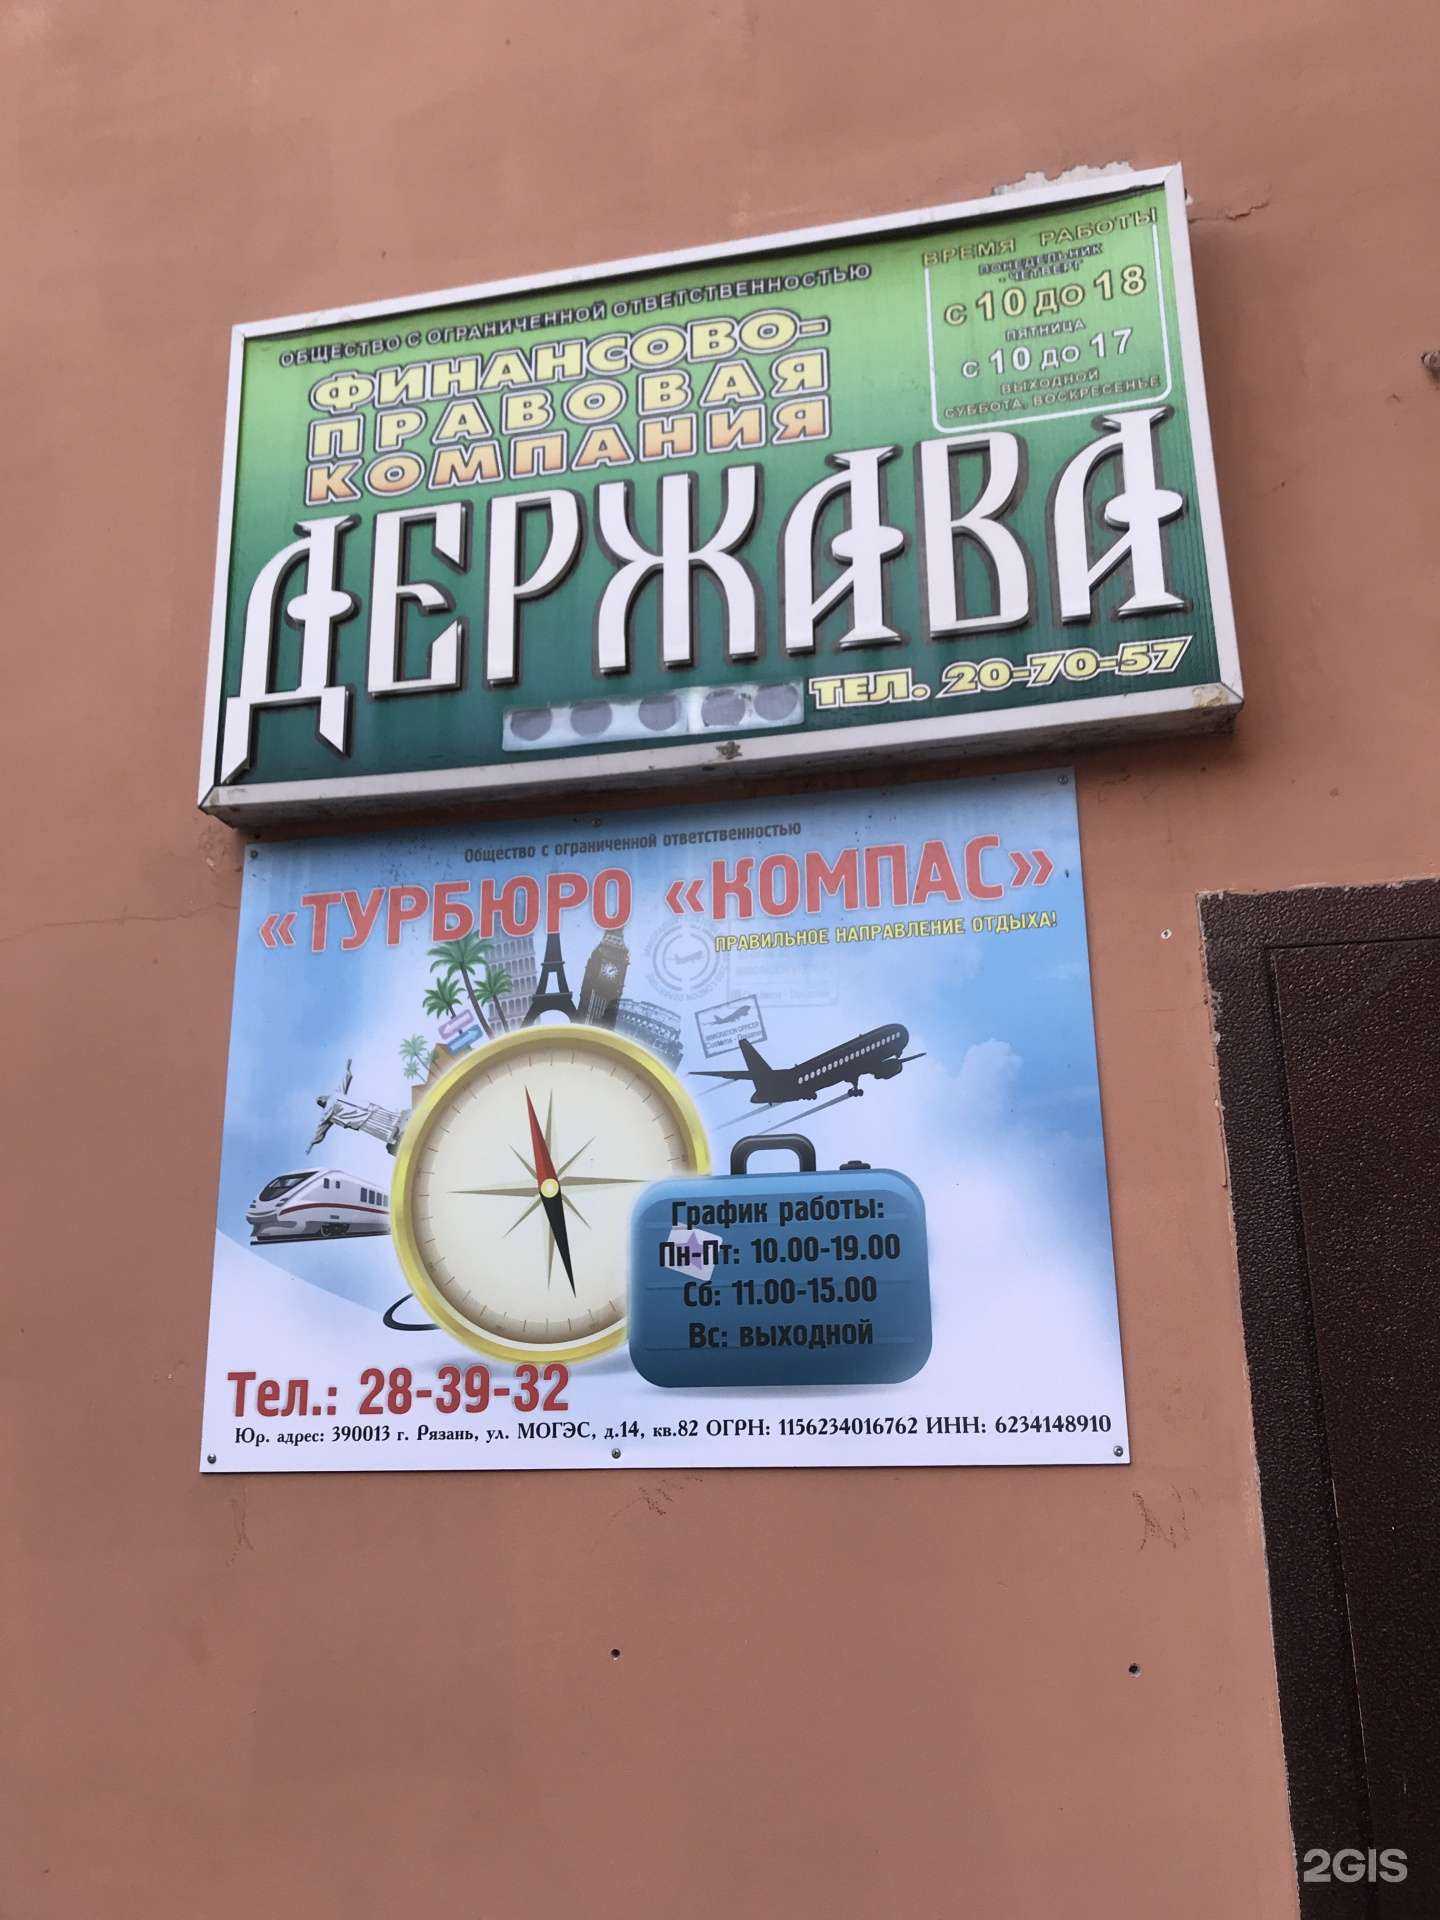 ОБЩЕСТВО С ОГРАНИЧЕННОЙ ОТВЕТСТВЕННОСТЬЮ
ФИНАНСОВО-
ПРАВОВАЯ
КОМПАНИЯ
ДЕРЖАВА
ВРЕМЯ РАБОТЫ
ПОНЕДЕЛЬНИК
- ЧЕТВЕРГ
С 10 ДО 18
ПЯТНИЦА
С 10 ДО 17
ВЫХОДНОЙ
СУББОТА, ВОСКРЕСЕНЬЕ
ТЕЛ. 20-70-57
Общество с ограниченной ответственностью
«ТУРБЮРО «КОМПАС»
ПРАВИЛЬНОЕ НАПРАВЛЕНИЕ ОТДЫХА!
IMMIGRATION OFFICER
График работы:
Пн-Пт: 10.00-19.00
Сб: 11.00-15.00
Вс: выходной
Тел.: 28-39-32
Юр. адрес: 390013 г. Рязань, ул. МОГЭС, д.14, кв.82 ОГРН: 1156234016762 ИНН: 6234148910
2GIS